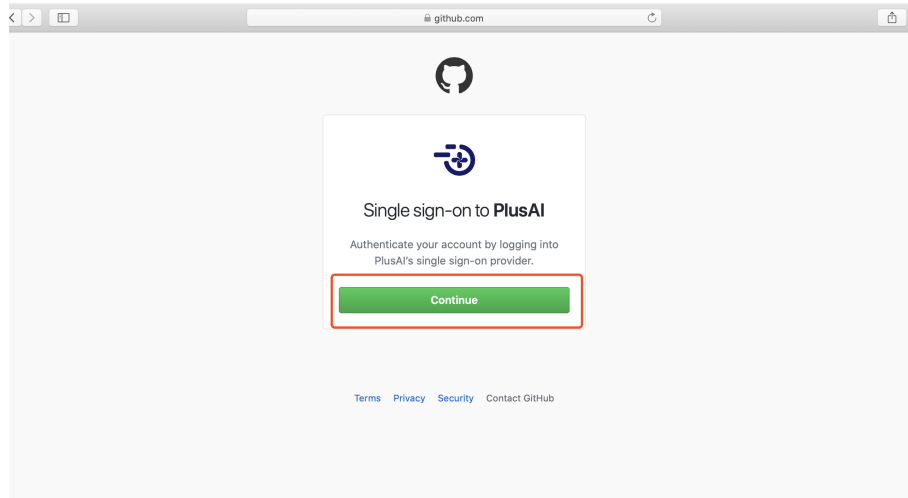 github.com
Single sign-on to PlusAI
Authenticate your account by logging into
PlusAI's single sign-on provider.
Continue
Terms Privacy Security Contact GitHub